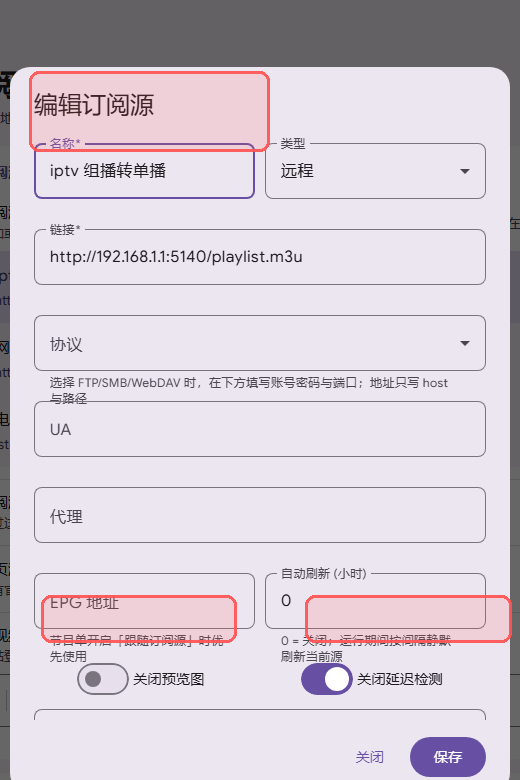 编辑订阅源
名称*
类型
iptv 组播转单播
远程
链接*
http://192.168.1.1:5140/playlist.m3u
协议
选择 FTP/SMB/WebDAV 时，在下方填写账号密码与端口；地址只写 host
与路径
UA
代理
自动刷新 (小时)
EPG 地址
0
节目单开启「跟随订阅源」时优
先使用
0 = 关闭；运行期间按间隔静默
刷新当前源
关闭预览图
关闭延迟检测
关闭
保存